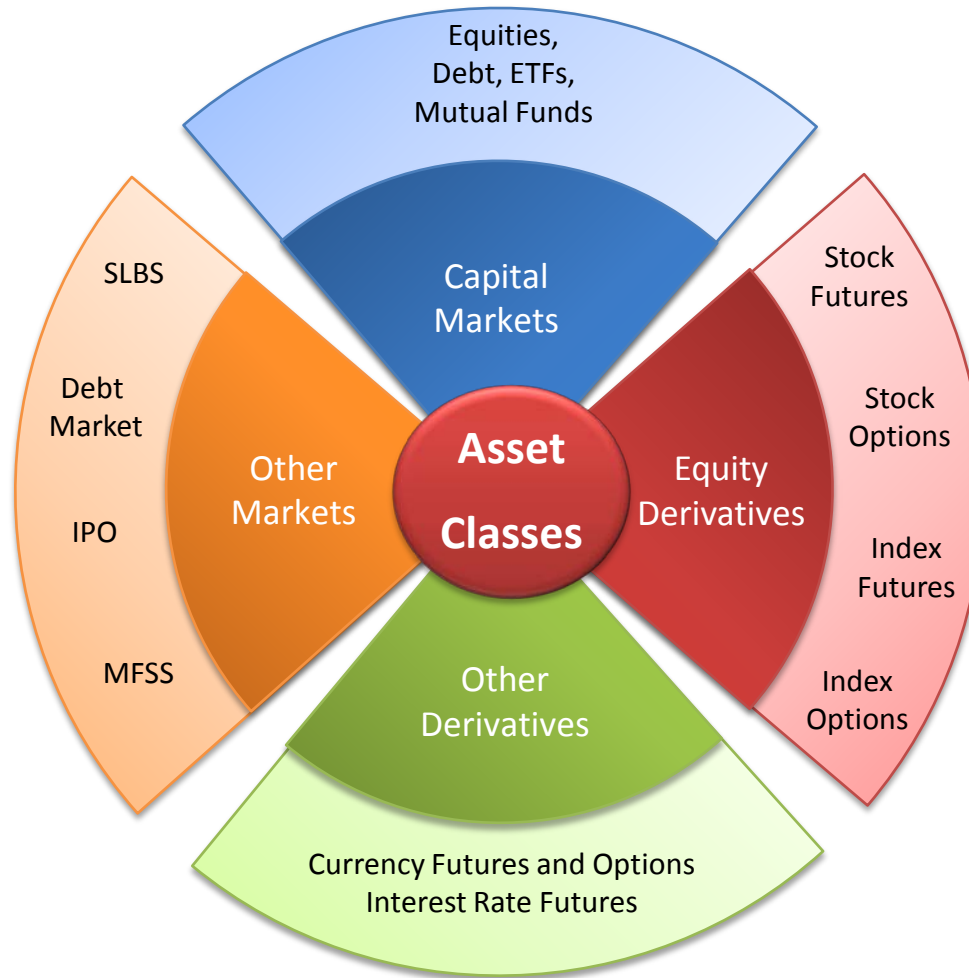 Equities,
Debt, ETFs,
Mutual Funds
Capital
Markets
SLBS
Debt
Market
IPO
MFSS
Other
Markets
Asset
Classes
Equity
Derivatives
Stock
Futures
Stock
Options
Index
Futures
Index
Options
Other
Derivatives
Currency Futures and Options
Interest Rate Futures